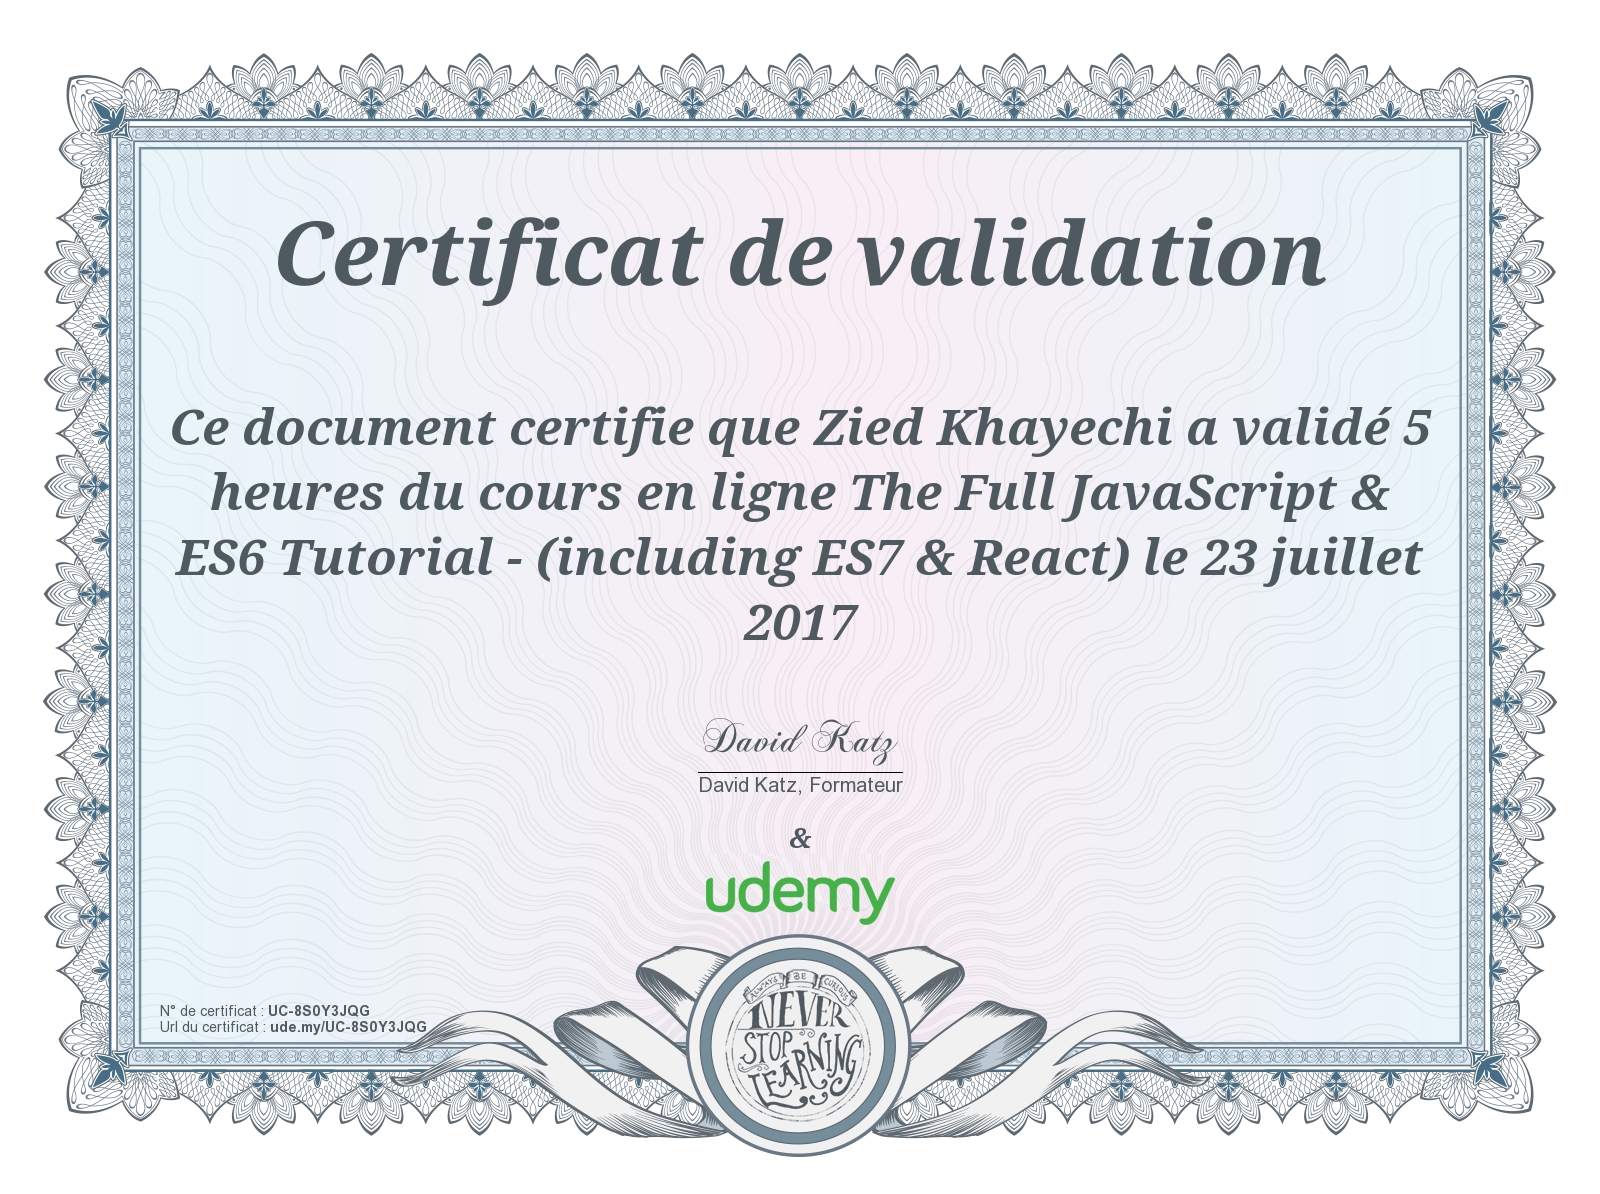 Certificat de validation
Ce document certifie que Zied Khayechi a validé 5
heures du cours en ligne The Full JavaScript &
ES6 Tutorial - (including ES7 & React) le 23 juillet
2017
David Katz
David Katz, Formateur
&
udemy
N° de certificat : UC-8S0Y3JQG
Url du certificat : ude.my/UC-8S0Y3JQG
ALWAYS BE CURIOUS
NEVER
STOP
LEARNING